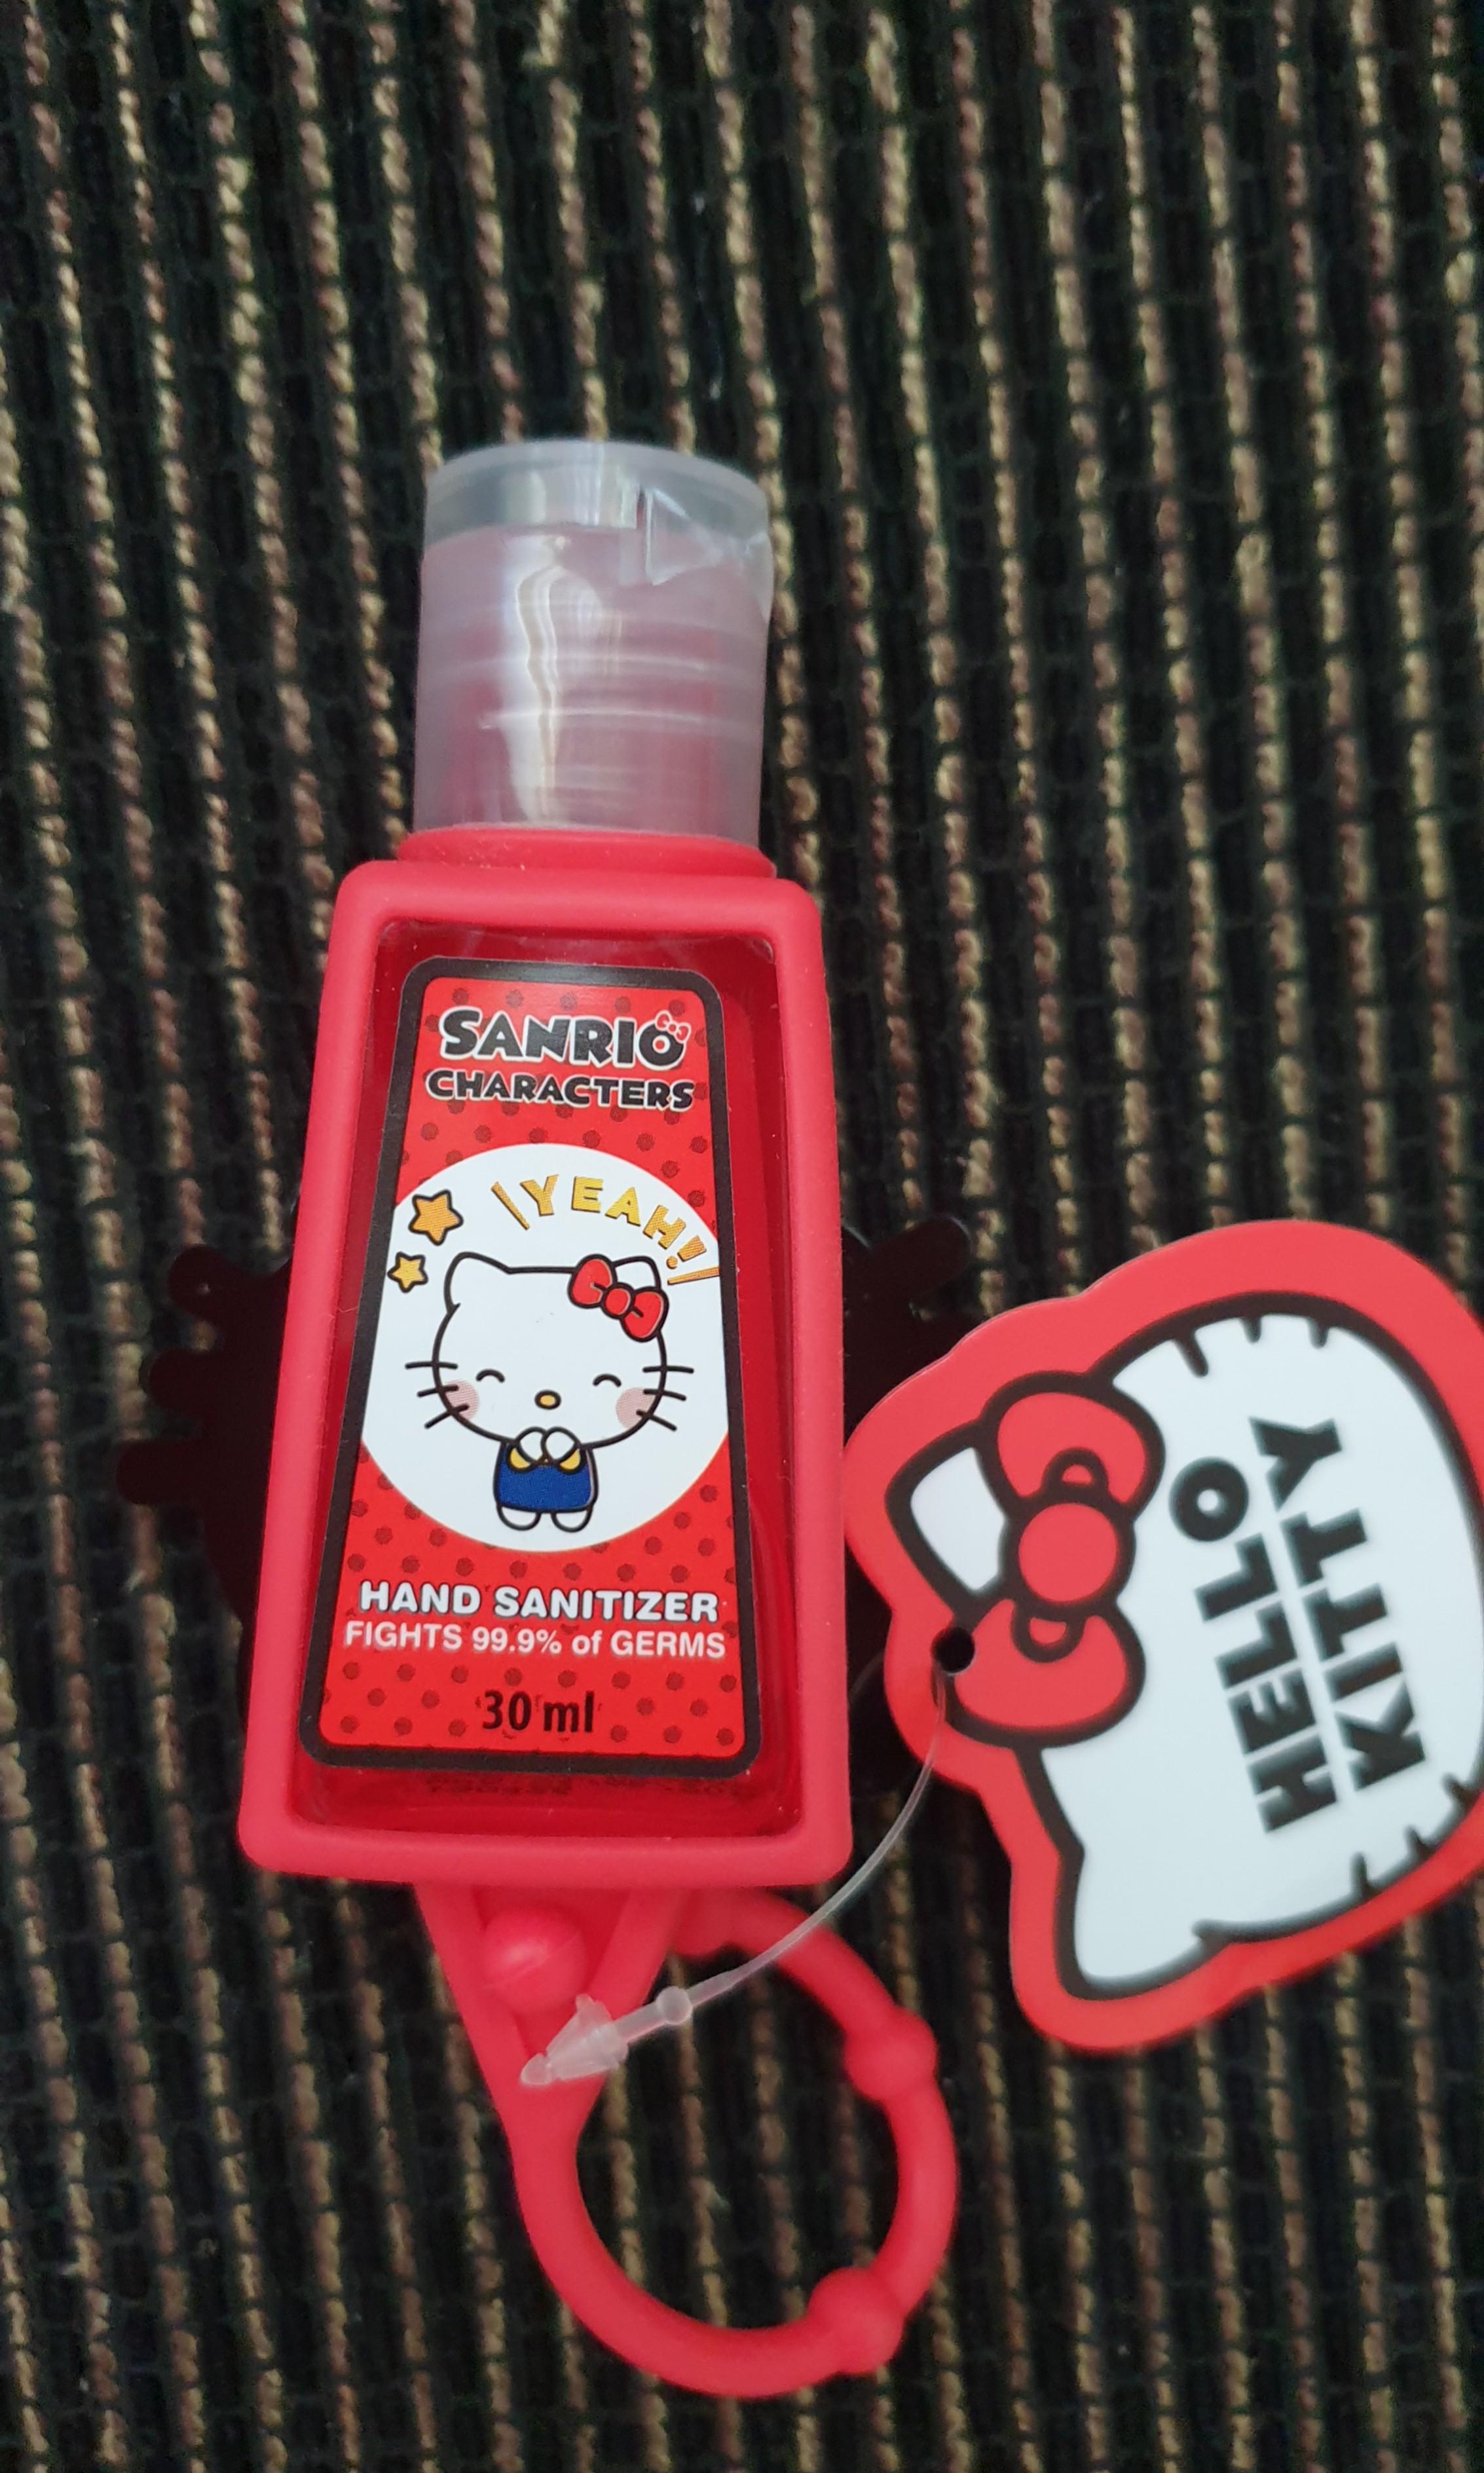 SANRIO
CHARACTERS
YEAH!
HAND SANITIZER
FIGHTS 99.9% of GERMS
30 ml
HELLO
KITTY